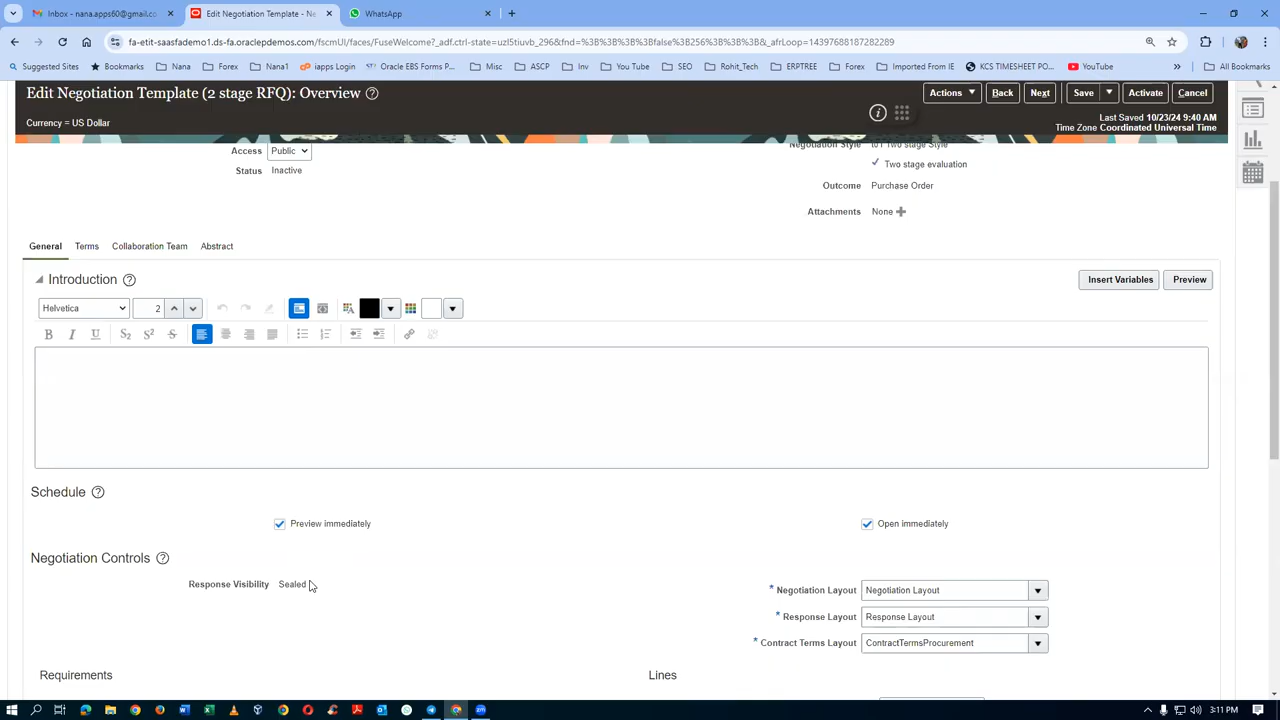 Inbox - nana.apps60@gmail.co
Edit Negotiation Template - Ne
WhatsApp
fa-etit-saasfademo1.ds-fa.oraclepdemos.com/fscmUI/faces/FuseWelcome?_adf.ctrl-state=uzl5tiuvb_296&fnd=%3B%3B%3B%3Bfalse%3B256%3B%3B%3B&_afrLoop=14397688187282289
Suggested Sites
Bookmarks
Nana
Forex
Nana1
iapps Login
Oracle EBS Forms P...
Misc
ASCP
Inv
You Tube
SEO
Rohit_Tech
ERPTREE
Forex
Imported From IE
KCS TIMESHEET PO...
YouTube
»
All Bookmarks
Edit Negotiation Template (2 stage RFQ): Overview
Actions
Back
Next
Save
Activate
Cancel
Currency = US Dollar
Last Saved 10/23/24 9:40 AM
Time Zone Coordinated Universal Time
Access Public
Negotiation Style
Two stage Style
Status Inactive
Two stage evaluation
Outcome Purchase Order
Attachments None
General
Terms
Collaboration Team
Abstract
Introduction
Insert Variables
Preview
Helvetica
2
Schedule
Preview immediately
Open immediately
Negotiation Controls
Response Visibility Sealed
* Negotiation Layout Negotiation Layout
* Response Layout Response Layout
* Contract Terms Layout ContractTermsProcurement
Requirements
Lines
3:11 PM